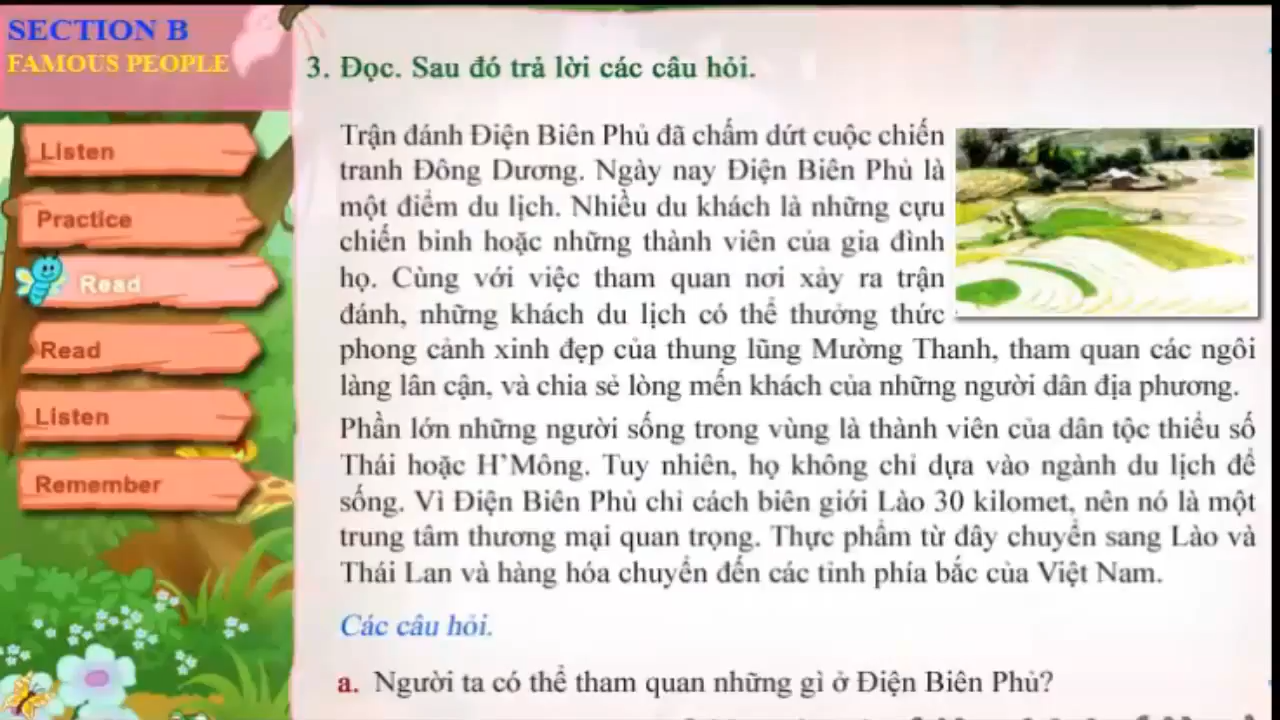 SECTION B
FAMOUS PEOPLE
Listen
Practice
Read
Read
Listen
Remember
3. Đọc. Sau đó trả lời các câu hỏi.
Trận đánh Điện Biên Phủ đã chấm dứt cuộc chiến
tranh Đông Dương. Ngày nay Điện Biên Phủ là
một điểm du lịch. Nhiều du khách là những cựu
chiến binh hoặc những thành viên của gia đình
họ. Cùng với việc tham quan nơi xảy ra trận
đánh, những khách du lịch có thể thưởng thức
phong cảnh xinh đẹp của thung lũng Mường Thanh, tham quan các ngôi
làng lân cận, và chia sẻ lòng mến khách của những người dân địa phương.
Phần lớn những người sống trong vùng là thành viên của dân tộc thiểu số
Thái hoặc H'Mông. Tuy nhiên, họ không chỉ dựa vào ngành du lịch để
sống. Vì Điện Biên Phủ chỉ cách biên giới Lào 30 kilomet, nên nó là một
trung tâm thương mại quan trọng. Thực phẩm từ đây chuyển sang Lào và
Thái Lan và hàng hóa chuyển đến các tỉnh phía bắc của Việt Nam.
Các câu hỏi.
a. Người ta có thể tham quan những gì ở Điện Biên Phủ?